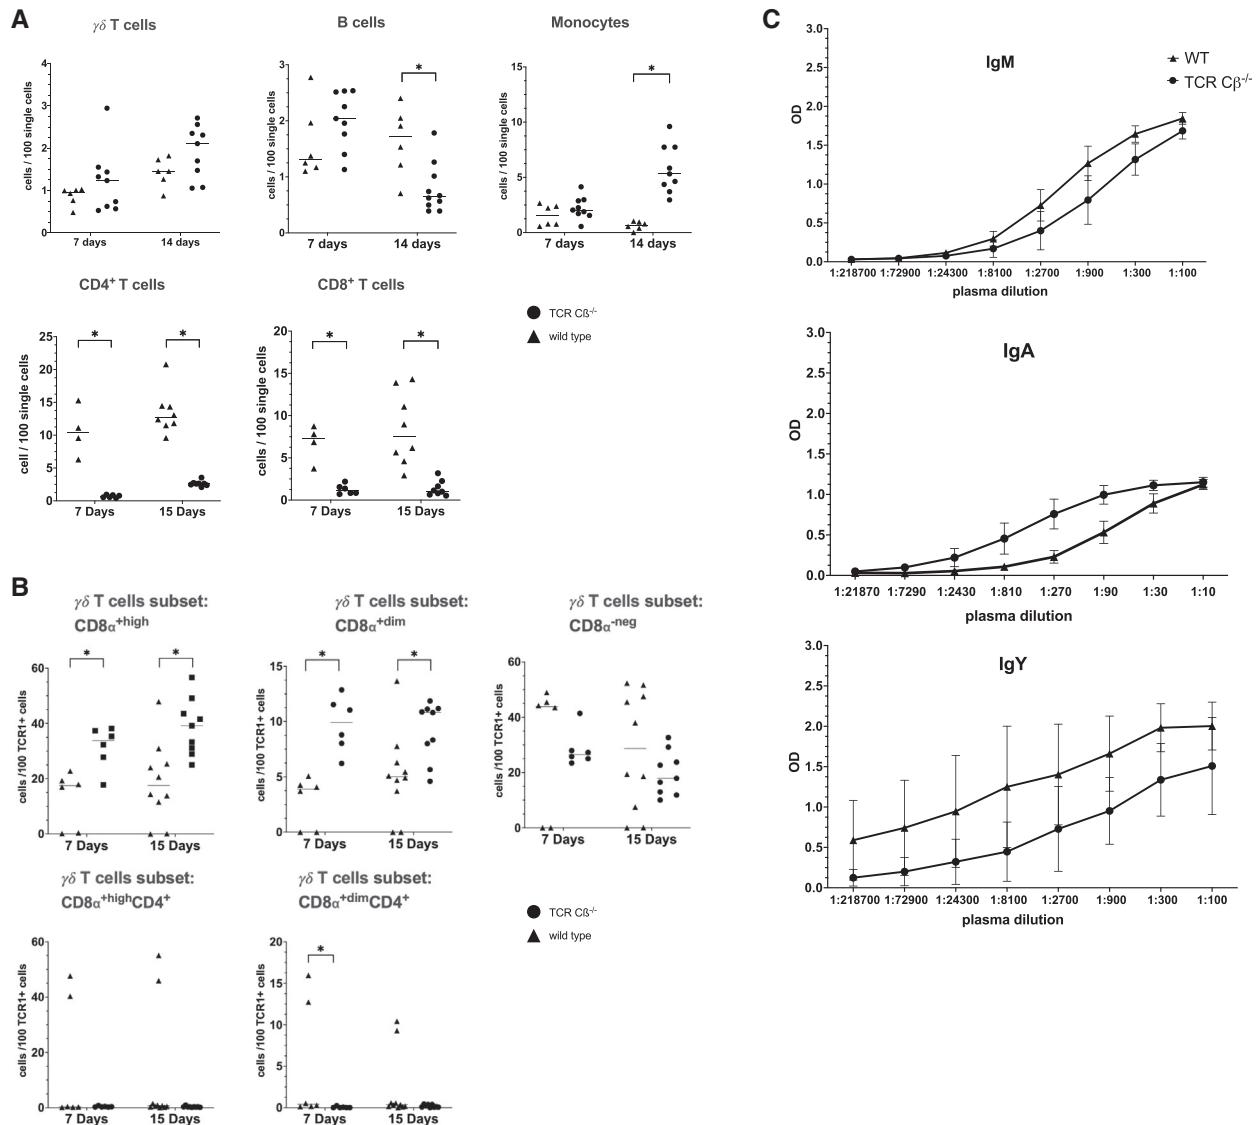 A
γδ T cells
cells / 100 single cells
4
3
2
1
0
7 days
14 days
B cells
cells / 100 single cells
3
2
1
0
*
7 days
14 days
Monocytes
cells / 100 single cells
15
10
5
0
*
7 days
14 days
CD4+ T cells
cell / 100 single cells
25
20
15
10
5
0
*
*
7 Days
15 Days
CD8+ T cells
cells / 100 single cells
20
15
10
5
0
*
*
7 Days
15 Days
TCR Cß-/-
wild type
B
γδ T cells subset:
CD8α+high
cells /100 TCR1+ cells
60
40
20
0
*
*
7 Days
15 Days
γδ T cells subset:
CD8α+dim
cells /100 TCR1+ cells
15
10
5
0
*
*
7 Days
15 Days
γδ T cells subset:
CD8α-neg
cells /100 TCR1+ cells
60
40
20
0
7 Days
15 Days
γδ T cells subset:
CD8α+highCD4+
cells /100 TCR1+ cells
60
40
20
0
7 Days
15 Days
γδ T cells subset:
CD8α+dimCD4+
cells /100 TCR1+ cells
20
15
10
5
0
*
7 Days
15 Days
TCR Cß-/-
wild type
C
IgM
WT
TCR Cβ-/-
OD
3.0
2.5
2.0
1.5
1.0
0.5
0.0
1:218700 1:72900 1:24300 1:8100 1:2700 1:900 1:300 1:100
plasma dilution
IgA
OD
3.0
2.5
2.0
1.5
1.0
0.5
0.0
1:21870 1:7290 1:2430 1:810 1:270 1:90 1:30 1:10
plasma dilution
IgY
OD
3.0
2.5
2.0
1.5
1.0
0.5
0.0
1:218700 1:72900 1:24300 1:8100 1:2700 1:900 1:300 1:100
plasma dilution